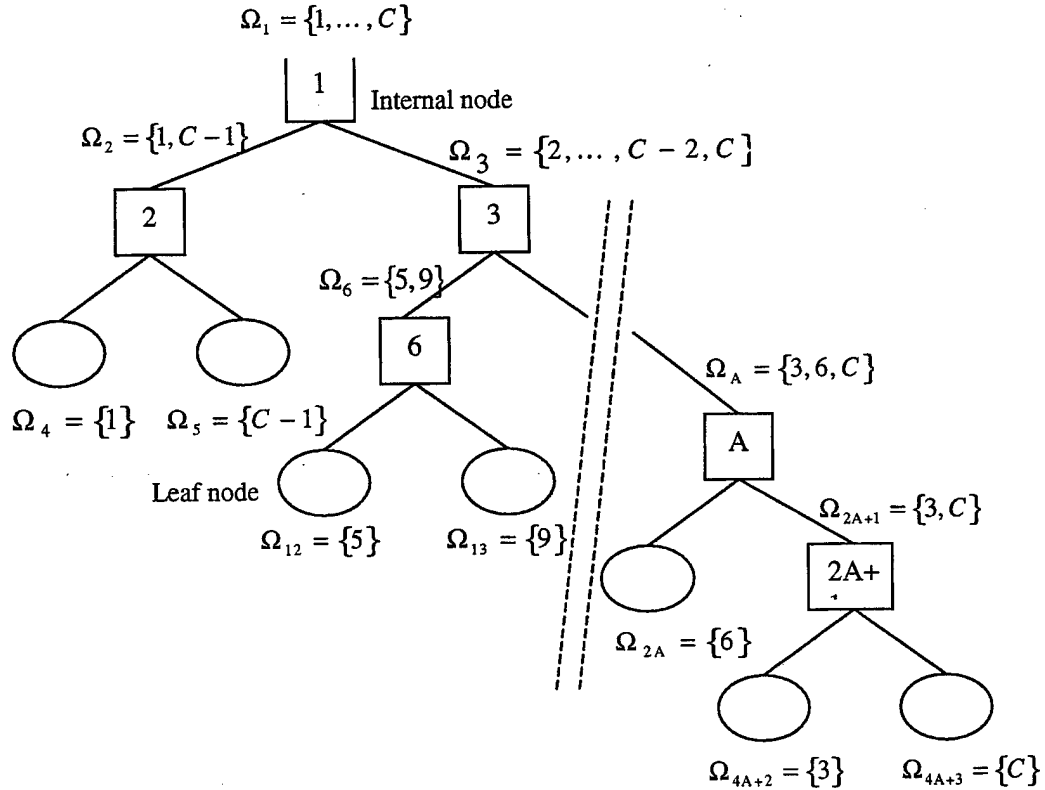 Ω₁ = {1,..., C}
1
Internal node
Ω₂ = {1, C − 1}
Ω₃ = {2,..., C − 2, C}
2
3
Ω₆ = {5,9}
6
Ω_A = {3,6, C}
Ω₄ = {1}
Ω₅ = {C − 1}
A
Leaf node
Ω₁₂ = {5}
Ω₁₃ = {9}
Ω_{2A+1} = {3, C}
2A+
Ω_{2A} = {6}
Ω_{4A+2} = {3}
Ω_{4A+3} = {C}